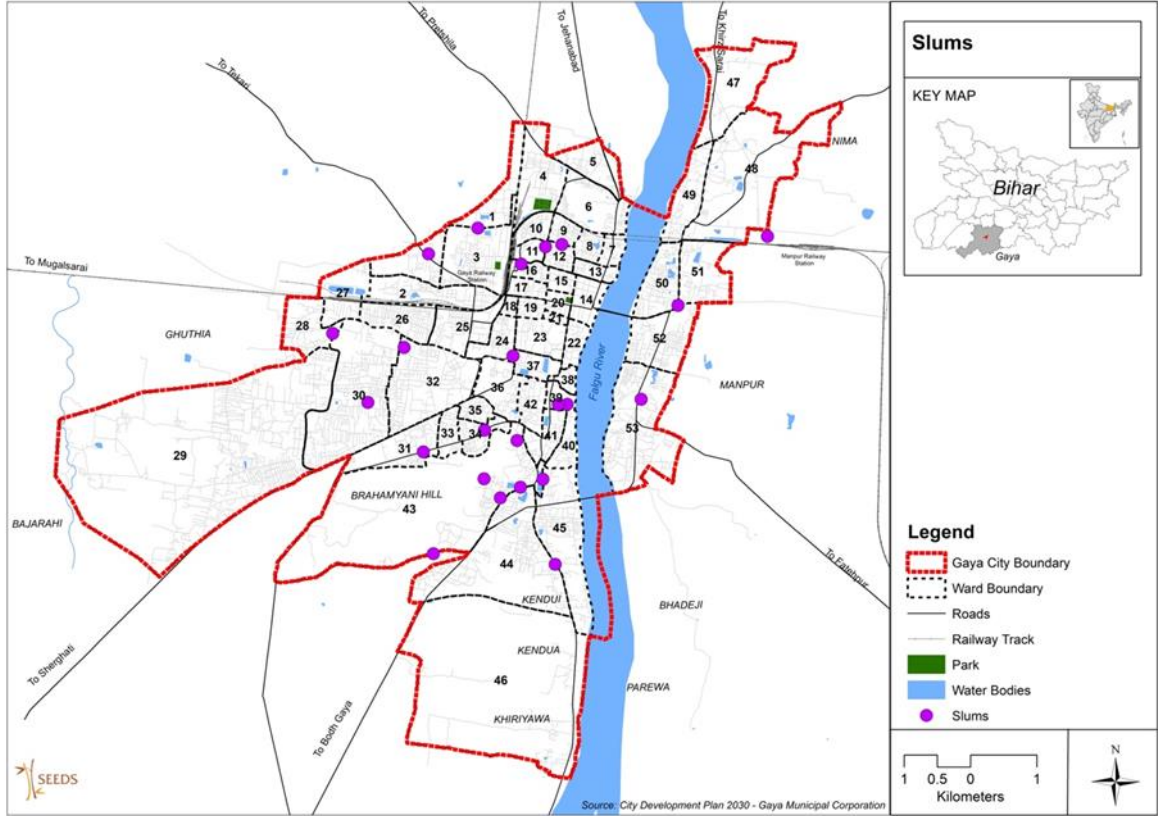 To Pretshila
To Jehanabad
To Khirzasarai
To Tekari
47
NIMA
5
48
4
49
6
1
10
9
3
8
11
12
Gaya Railway
Station
16
13
Manpur Railway
Station
51
To Mugalsarai
17
15
50
27
2
20
14
18
19
21
26
25
28
GHUTHIA
24
23
22
52
37
MANPUR
32
36
38
30
39
42
Falgu River
35
53
33
34
41
40
31
29
BRAHAMYANI HILL
43
45
BAJARAHI
44
To Fatehpur
KENDUI
BHADEJI
To Sherghati
KENDUA
46
PAREWA
KHIRIYAWA
To Bodh Gaya
SEEDS
Source: City Development Plan 2030 - Gaya Municipal Corporation
Slums
KEY MAP
Bihar
Gaya
Legend
Gaya City Boundary
Ward Boundary
Roads
Railway Track
Park
Water Bodies
Slums
1 0.5 0 1
Kilometers
N